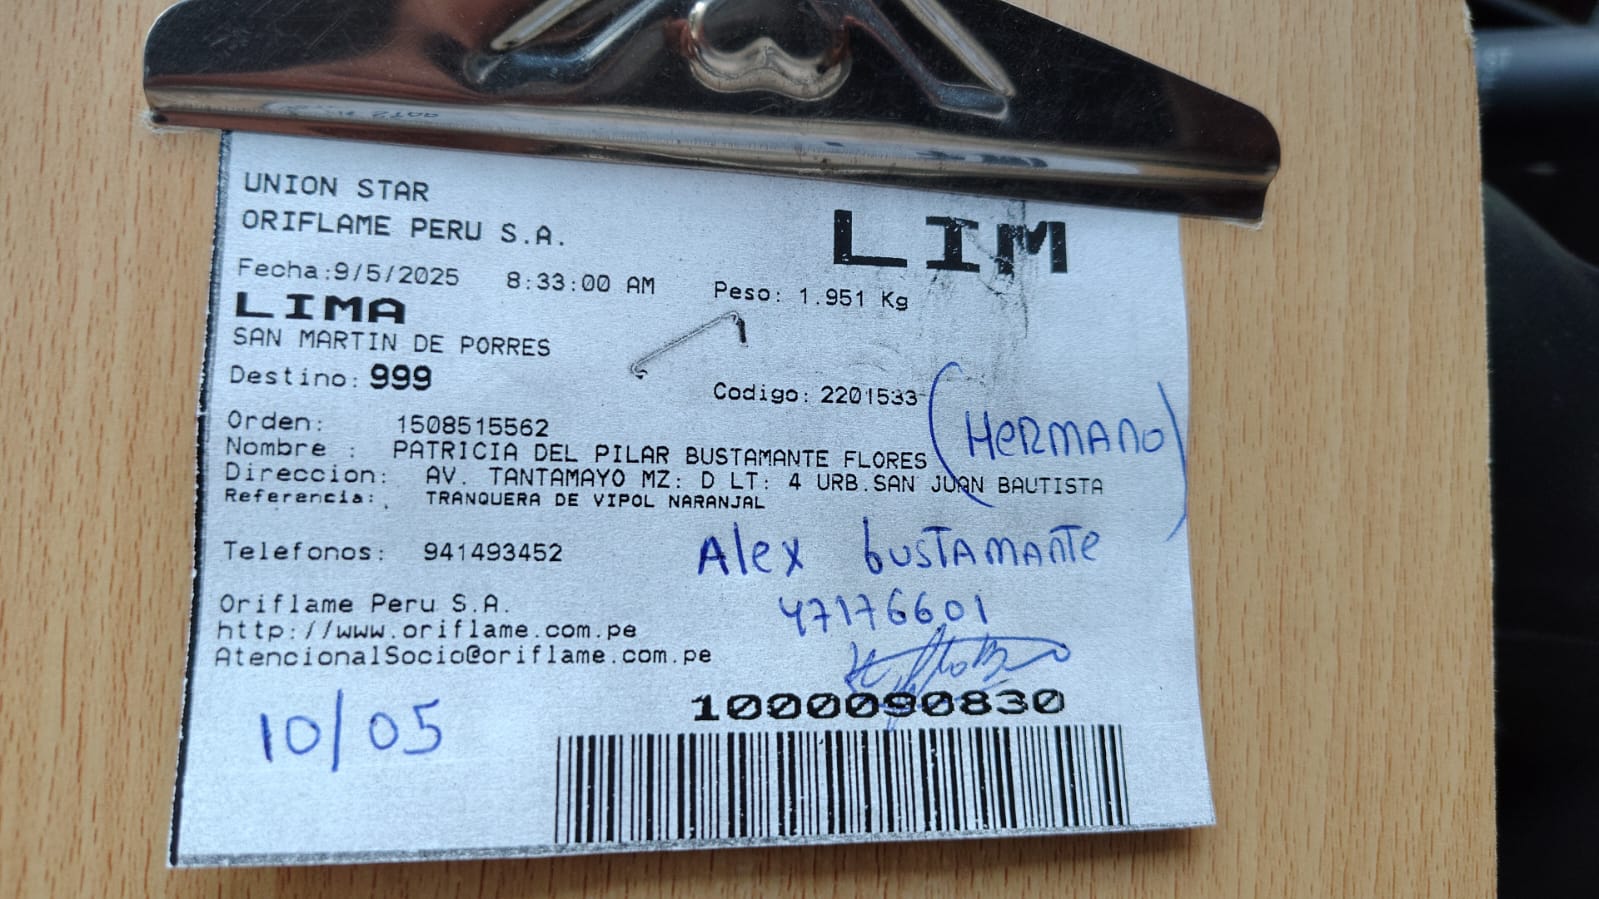 UNION STAR
ORIFLAME PERU S.A.
LIM
Fecha:9/5/2025 8:33:00 AM Peso: 1.951 Kg
LIMA
SAN MARTIN DE PORRES
Destino: 999 Codigo: 2201533
Orden: 1508515562
Nombre : PATRICIA DEL PILAR BUSTAMANTE FLORES (HERMANO)
Direccion: AV. TANTAMAYO MZ: D LT: 4 URB.SAN JUAN BAUTISTA
Referencia: TRANQUERA DE VIPOL NARANJAL
Telefonos: 941493452
Alex bustamante
47176601
Oriflame Peru S.A.
http://www.oriflame.com.pe
AtencionalSocio@oriflame.com.pe
10/05
1000090830